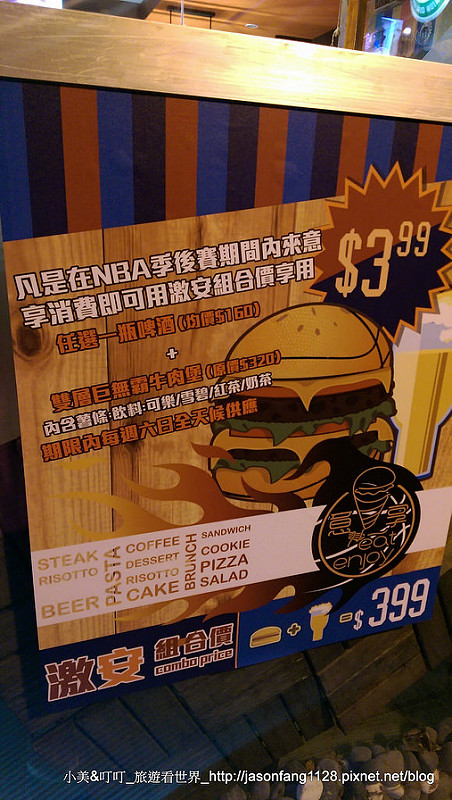 凡是在NBA季後賽期間內來意
享消費即可用激安組合價享用
$3⁹⁹
任選一瓶啤酒(均價$160)
+
雙層巨無霸牛肉堡(原價$320)
內含薯條.飲料:可樂/雪碧/紅茶/奶茶
期限內每週六日全天候供應
STEAK
RISOTTO
BEER
PASTA
COFFEE
DESSERT
RISOTTO
CAKE
BRUNCH
SANDWICH
COOKIE
PIZZA
SALAD
eat
enjoy
激安 組合價
combo price
+ =$399
小美&叮叮_旅遊看世界_http://jasonfang1128.pixnet.net/blog